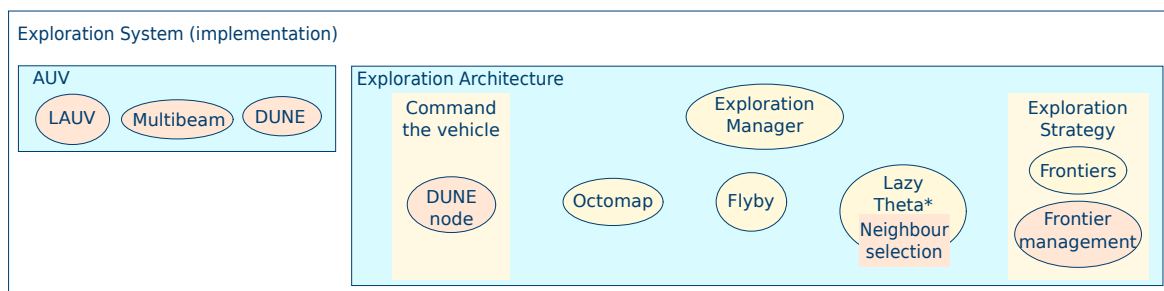 Exploration System (implementation)
AUV
LAUV
Multibeam
DUNE
Exploration Architecture
Command
the vehicle
DUNE
node
Octomap
Exploration
Manager
Flyby
Lazy
Theta*
Neighbour
selection
Exploration
Strategy
Frontiers
Frontier
management